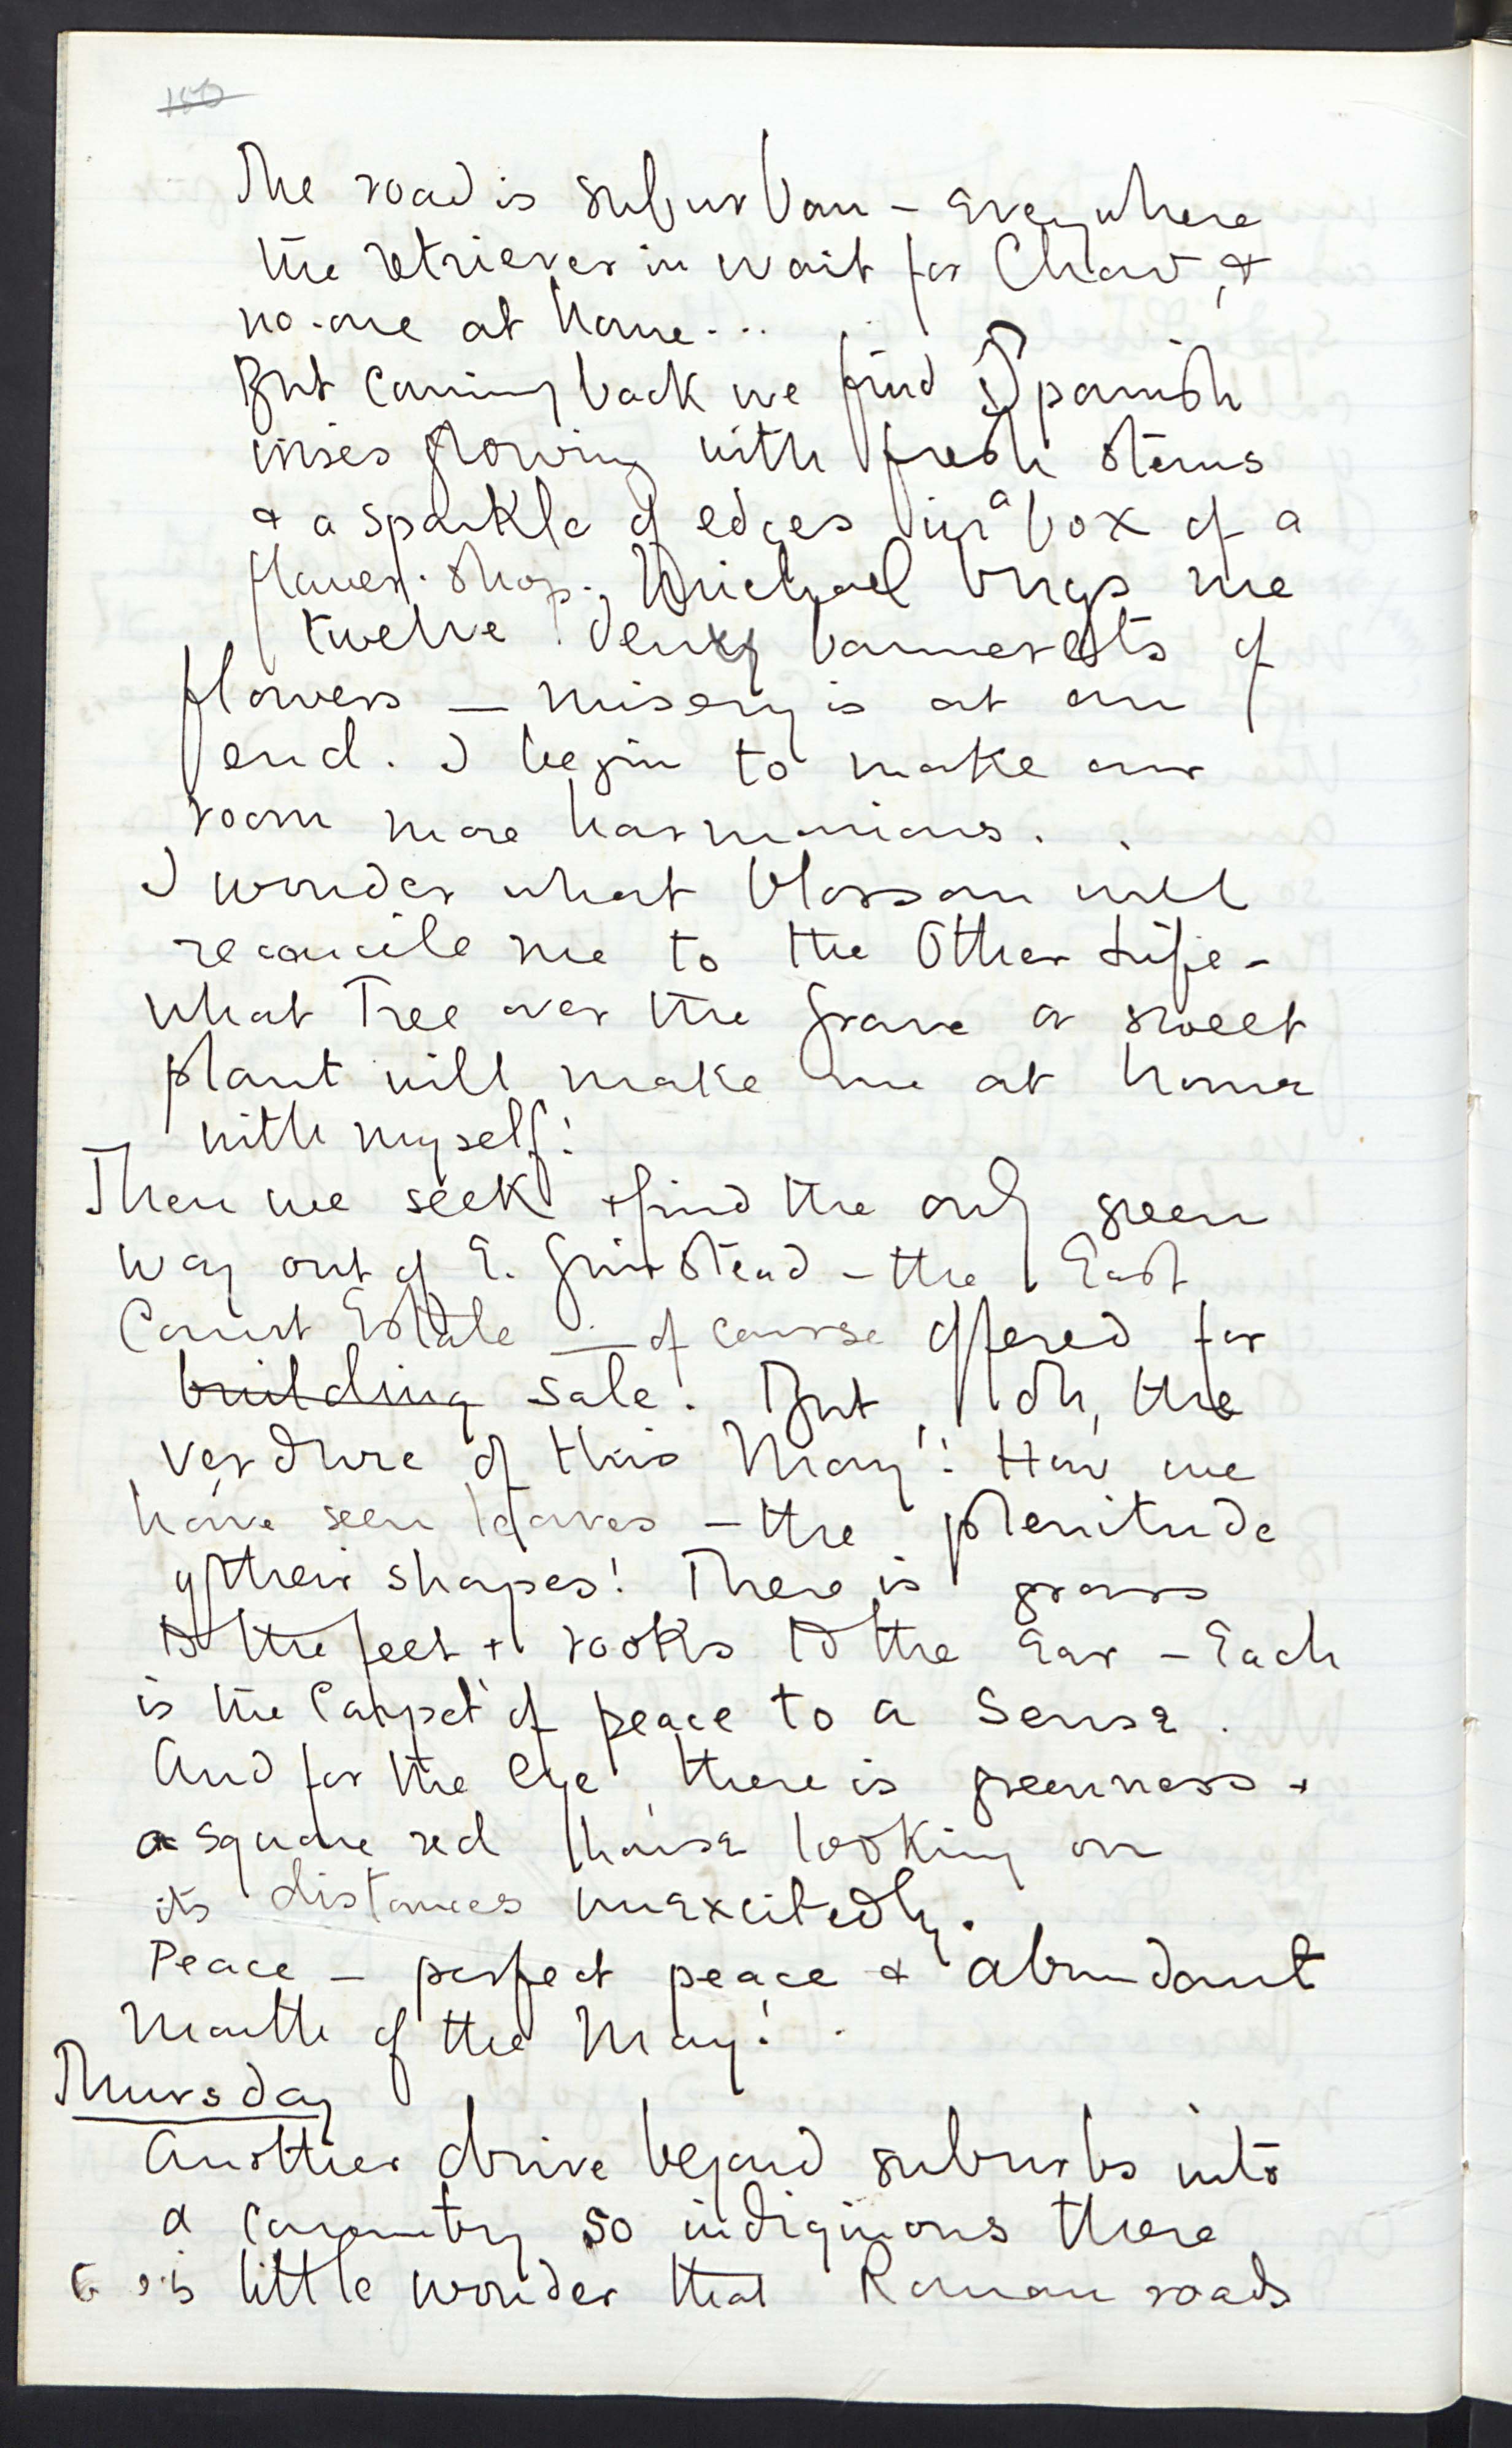 150
The road is suburban – Everywhere
the retriever in wait for Chow, &
no-one at home...
But coming back we find Spanish
irises glowing with fresh stems
& a sparkle of edges in a box of a
flower-shop. Michael buys me
twelve bannerets of
flowers – misery is at an
end. I begin to make our
room more harmonious.
I wonder what blossom will
reconcile me to the Other Life –
what Tree over the Grave or sweet
plant will make me at home
with myself!
Then we seek & find the only green
way out of E. Grinstead – the East
Court Estate – of course offered for
building sale. But, oh, the
verdure of this May! How we
have seen leaves – the plenitude
of their shapes! There is grass
to the feet & rooks to the Ear – Each
is the Carpet of peace to a Sense.
And for the Eye there is greenness &
a square red house looking on
its distances unexcitedly.
Peace – perfect peace & abundant
Month of the May!
Thursday
Another drive beyond suburbs into
a country so indiginous there
is little wonder that Roman roads